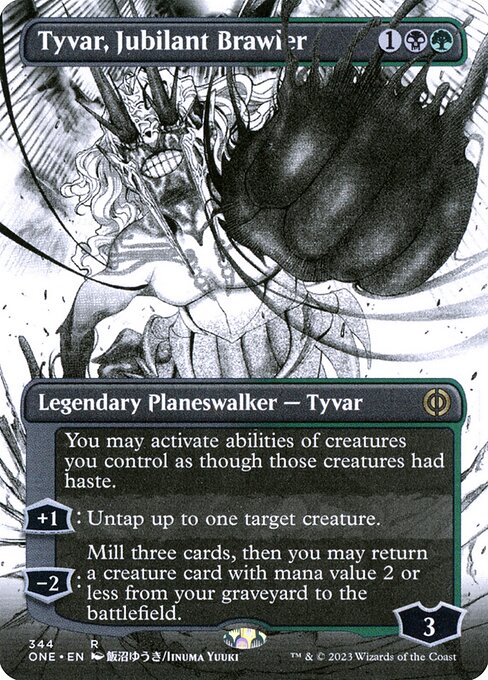 Tyvar, Jubilant Brawler 1
Legendary Planeswalker — Tyvar
You may activate abilities of creatures
you control as though those creatures had
haste.
+1: Untap up to one target creature.
Mill three cards, then you may return
−2: a creature card with mana value 2 or
less from your graveyard to the
battlefield.
3
344 R
ONE • EN 飯沼ゆうき/IINUMA YUUKI ™ & © 2023 Wizards of the Coast